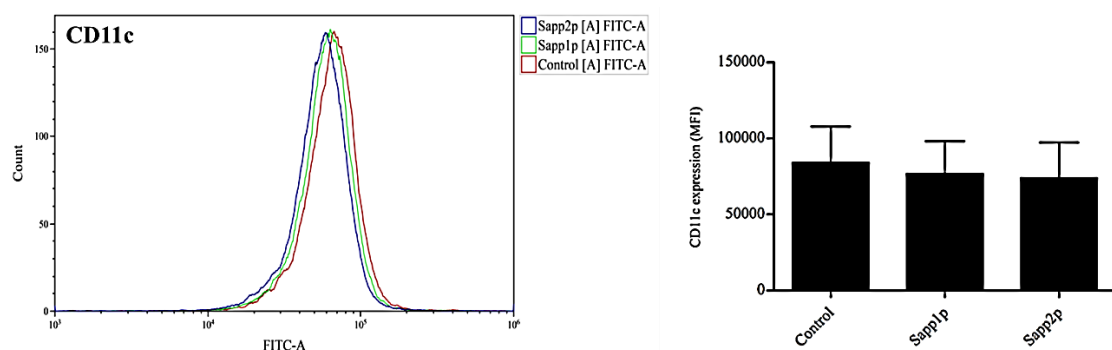 CD11c
Sapp2p [A] FITC-A
Sapp1p [A] FITC-A
Control [A] FITC-A
Count
150
100
50
0
10³
10⁴
10⁵
10⁶
FITC-A
CD11c expression (MFI)
150000
100000
50000
0
Control
Sapp1p
Sapp2p